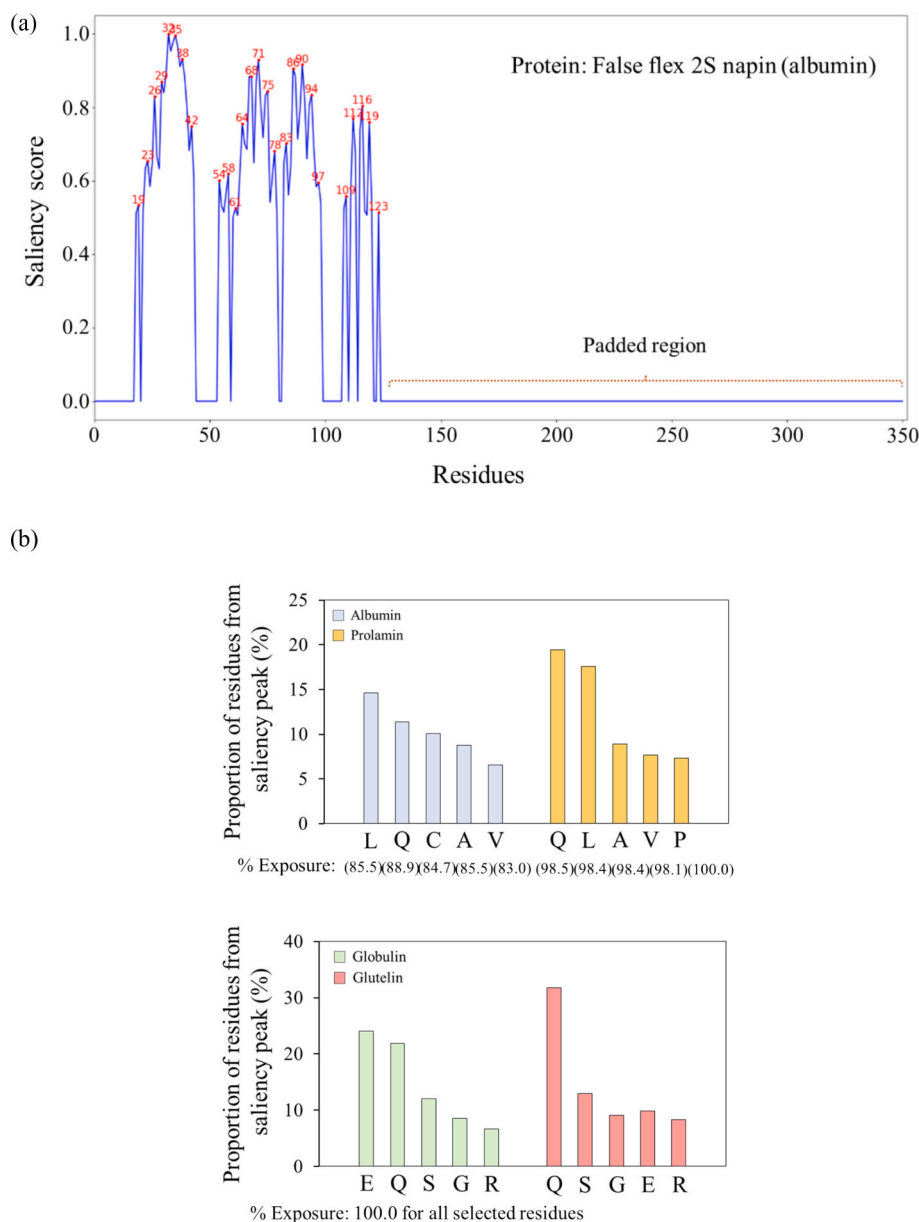 (a)
Protein: False flex 2S napin (albumin)
Saliency score
1.0
0.8
0.6
0.4
0.2
0.0
19
23
26
29
32
35
38
42
54
58
61
64
68
71
75
78
83
86
90
94
97
109
112
116
119
123
Padded region
0 50 100 150 200 250 300 350
Residues
(b)
Proportion of residues from
saliency peak (%)
25
20
15
10
5
0
Albumin
Prolamin
L Q C A V Q L A V P
% Exposure: (85.5)(88.9)(84.7)(85.5)(83.0) (98.5)(98.4)(98.4)(98.1)(100.0)
Proportion of residues from
saliency peak (%)
40
30
20
10
0
Globulin
Glutelin
E Q S G R Q S G E R
% Exposure: 100.0 for all selected residues